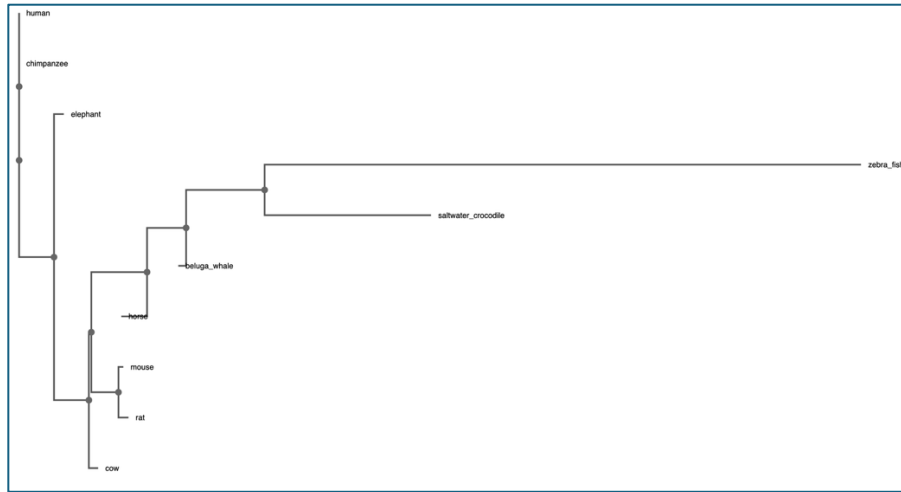 human
chimpanzee
elephant
zebra_fis
saltwater_crocodile
beluga_whale
horse
mouse
rat
cow